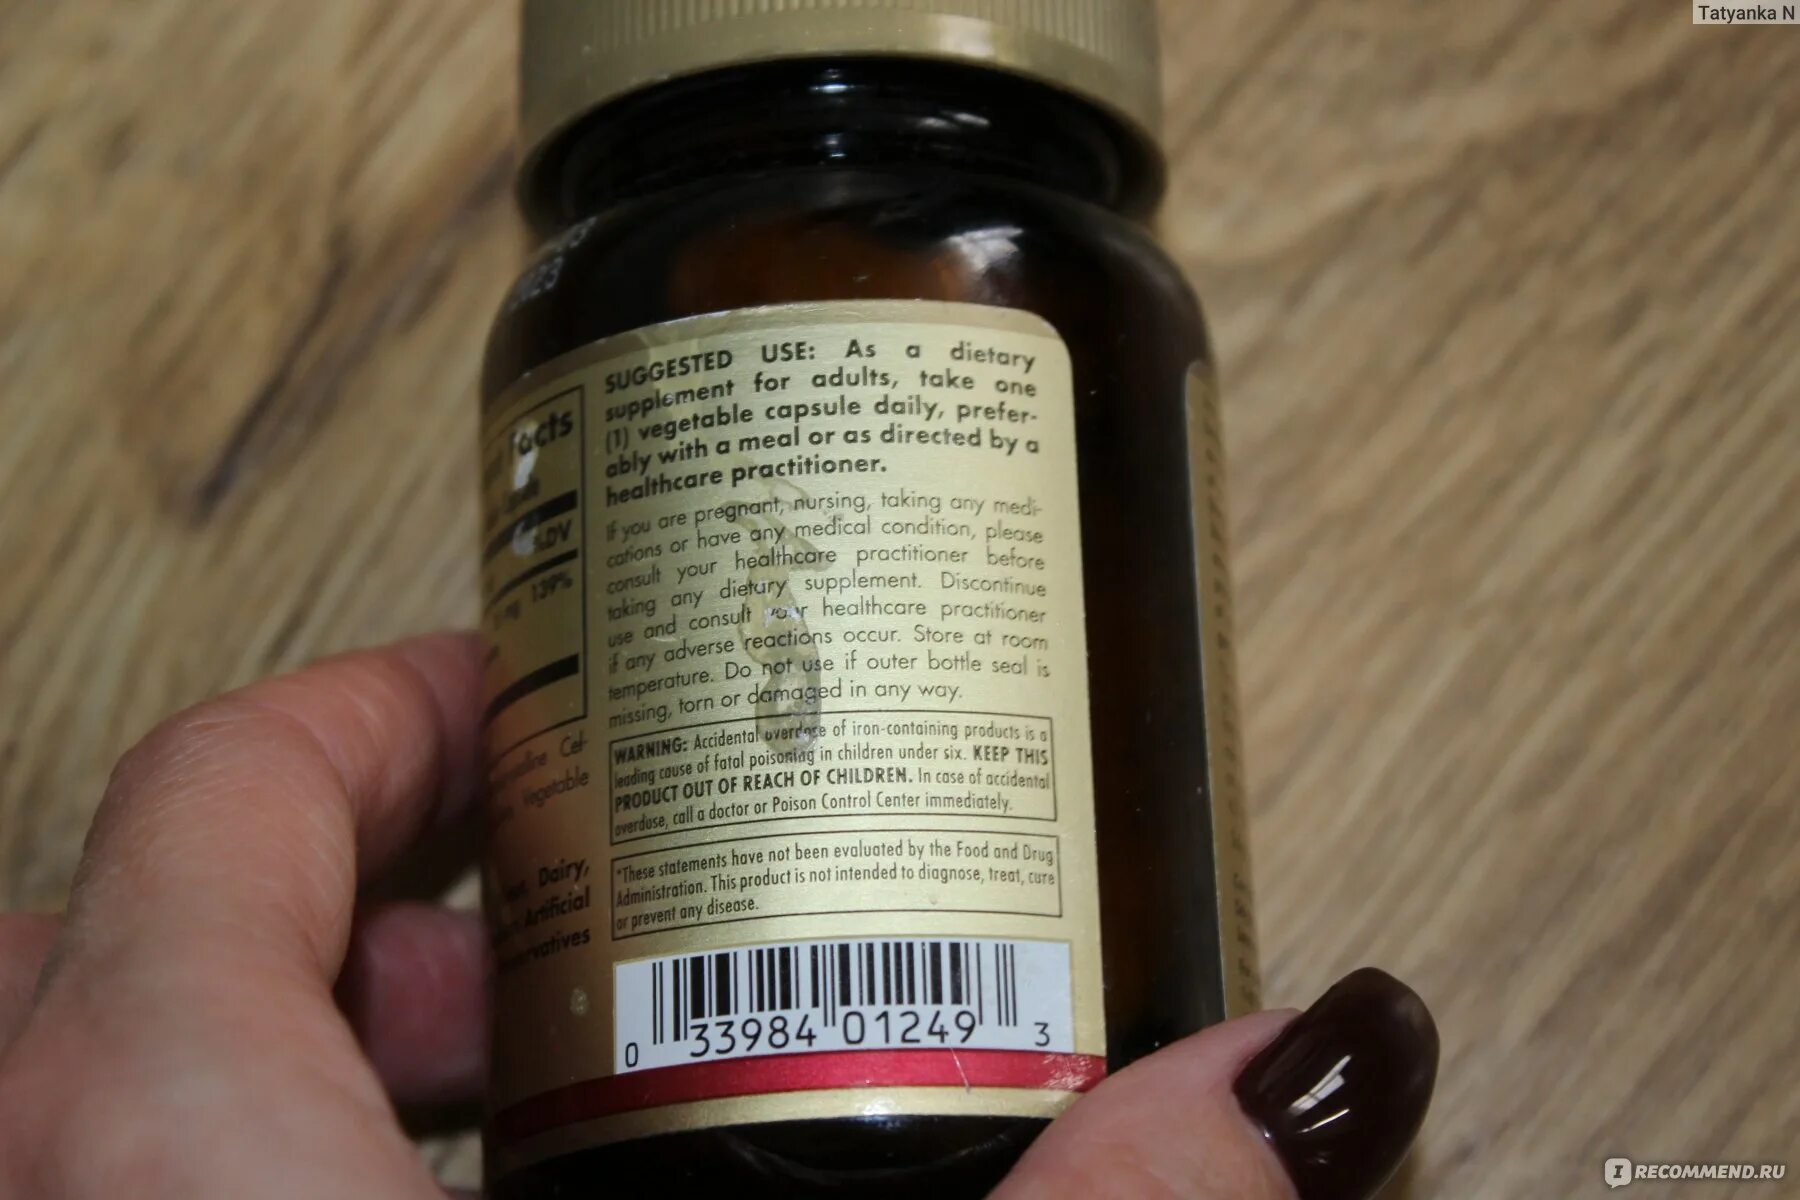 Tatyanka N
2023
SUGGESTED USE: As a dietary
supplement for adults, take one
(1) vegetable capsule daily, prefer-
ably with a meal or as directed by a
healthcare practitioner.
If you are pregnant, nursing, taking any medi-
cations or have any medical condition, please
consult your healthcare practitioner before
taking any dietary supplement. Discontinue
use and consult your healthcare practitioner
if any adverse reactions occur. Store at room
temperature. Do not use if outer bottle seal is
missing, torn or damaged in any way.
WARNING: Accidental overdose of iron-containing products is a
leading cause of fatal poisoning in children under six. KEEP THIS
PRODUCT OUT OF REACH OF CHILDREN. In case of accidental
overdose, call a doctor or Poison Control Center immediately.
*These statements have not been evaluated by the Food and Drug
Administration. This product is not intended to diagnose, treat, cure
or prevent any disease.
0 33984 01249 3
Facts
%DV
139%
Cel-
Vegetable
Dairy,
Artificial
IRECOMMEND.RU